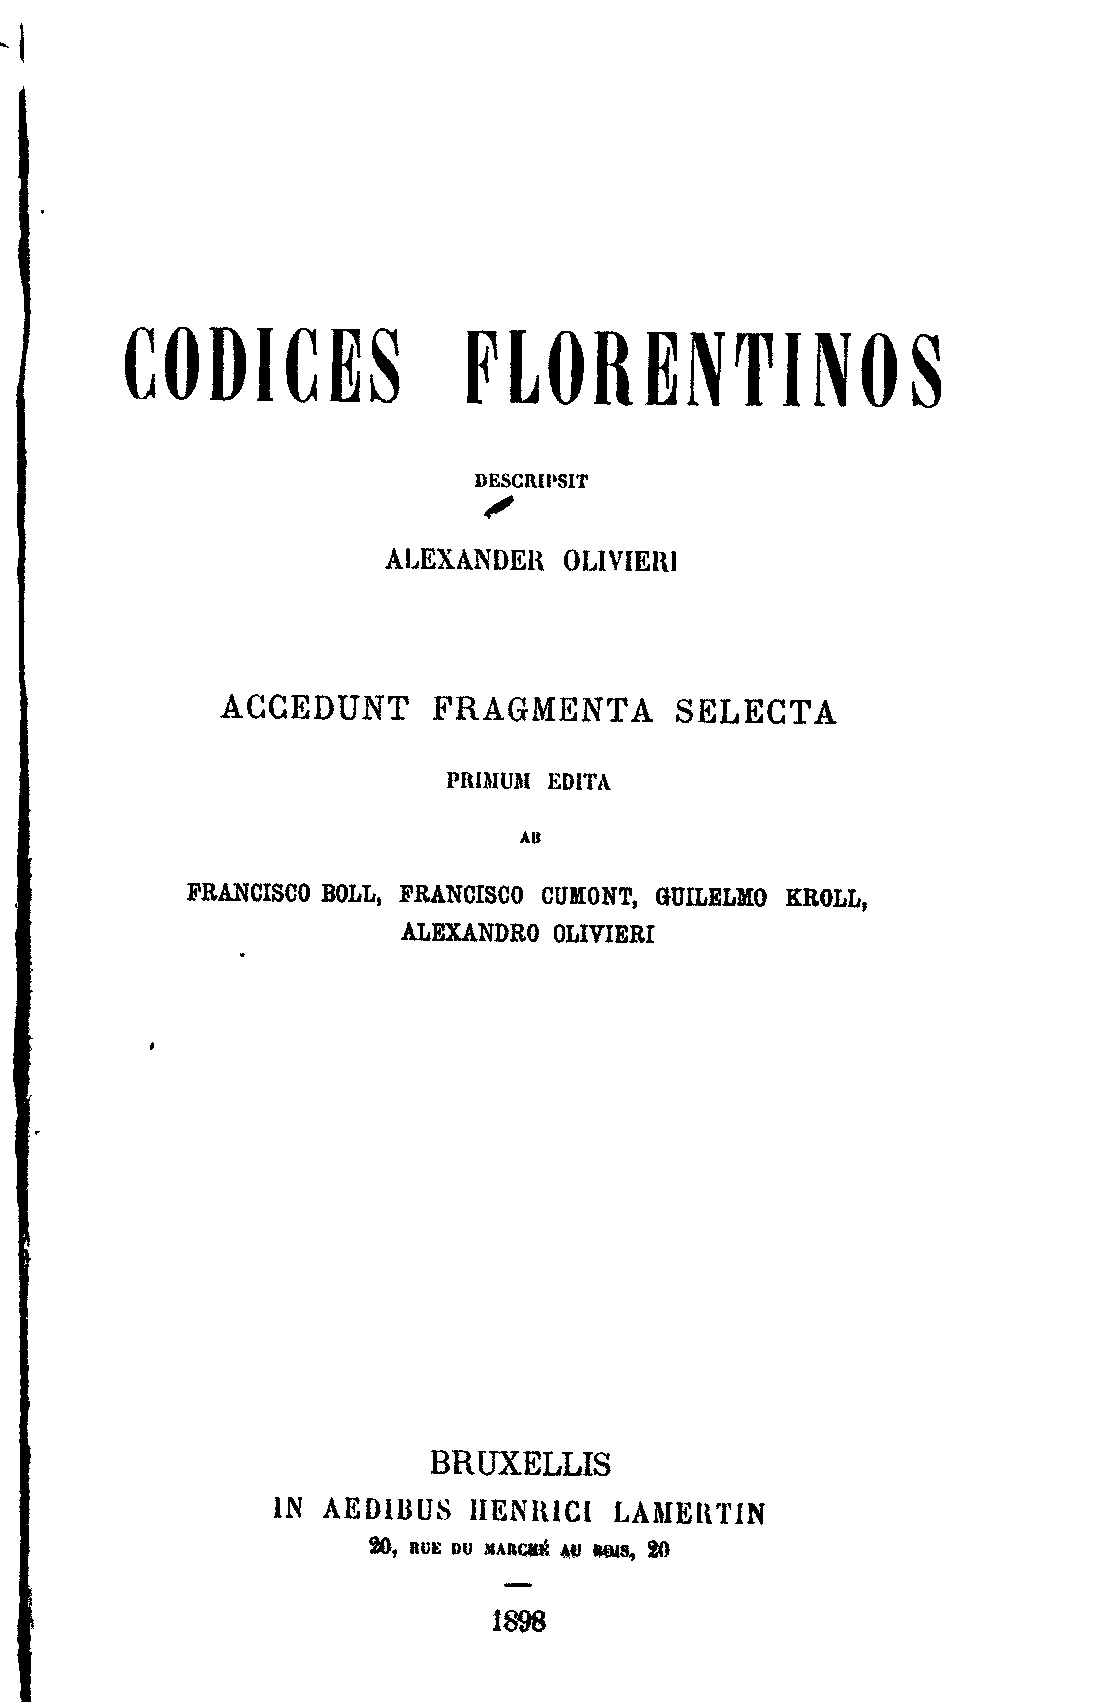 CODICES FLORENTINOS
DESCRIPSIT
ALEXANDER OLIVIERI
ACCEDUNT FRAGMENTA SELECTA
PRIMUM EDITA
AB
FRANCISCO BOLL, FRANCISCO CUMONT, GUILELMO KROLL,
ALEXANDRO OLIVIERI
BRUXELLIS
IN AEDIBUS HENRICI LAMERTIN
20, RUE DU MARCHÉ AU BOIS, 20
1898